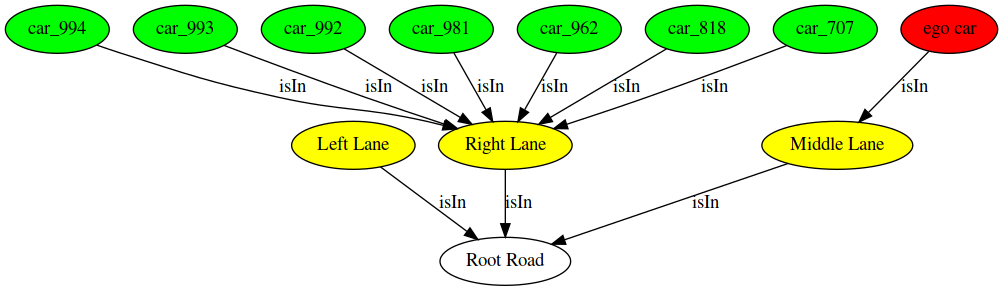 car_994 car_993 car_992 car_981 car_962 car_818 car_707 ego car
isIn isIn isIn isIn isIn isIn isIn isIn
Left Lane Right Lane Middle Lane
isIn isIn isIn
Root Road